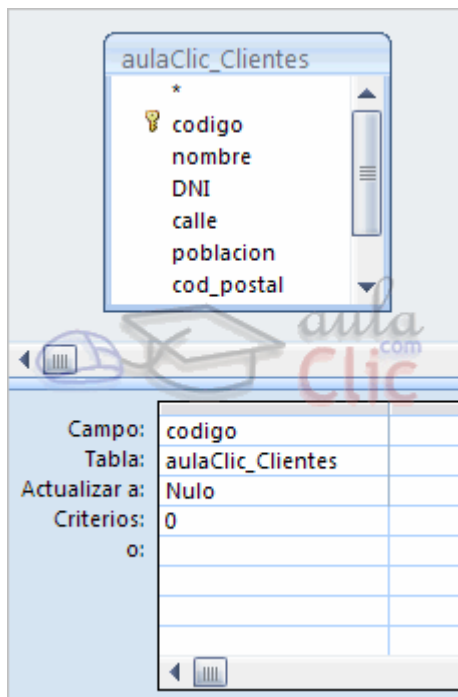 aulaClic_Clientes
*
codigo
nombre
DNI
calle
poblacion
cod_postal
aula
.com
Clic
Campo: codigo
Tabla: aulaClic_Clientes
Actualizar a: Nulo
Criterios: 0
o: